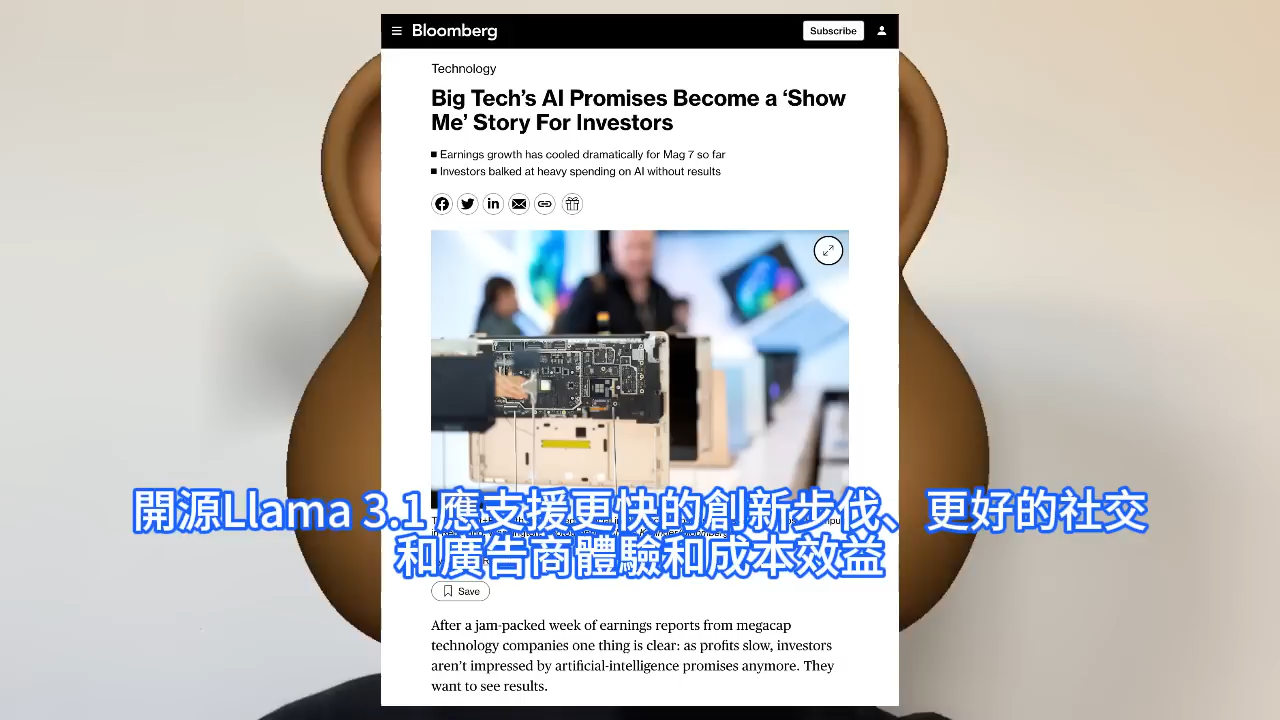 Bloomberg
Subscribe
Technology
Big Tech's AI Promises Become a ‘Show
Me’ Story For Investors
Earnings growth has cooled dramatically for Mag 7 so far
Investors balked at heavy spending on AI without results
開源Llama 3.1 應支援更快的創新步伐、更好的社交
和廣告商體驗和成本效益
Save
After a jam-packed week of earnings reports from megacap
technology companies one thing is clear: as profits slow, investors
aren't impressed by artificial-intelligence promises anymore. They
want to see results.